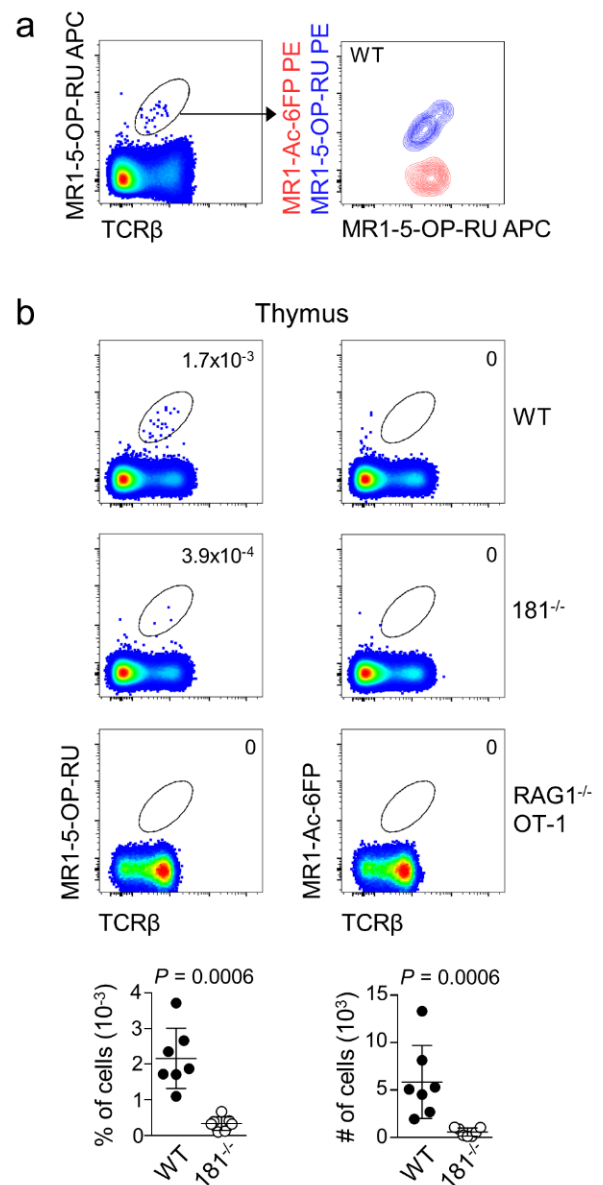 a
MR1-5-OP-RU APC
TCRβ
MR1-Ac-6FP PE
MR1-5-OP-RU PE
WT
MR1-5-OP-RU APC
b
Thymus
1.7x10⁻³
0
WT
3.9x10⁻⁴
0
181⁻/⁻
0
0
MR1-5-OP-RU
MR1-Ac-6FP
RAG1⁻/⁻
OT-1
TCRβ
TCRβ
P = 0.0006
% of cells (10⁻³)
4
3
2
1
0
WT
181⁻/⁻
P = 0.0006
# of cells (10³)
15
10
5
0
WT
181⁻/⁻